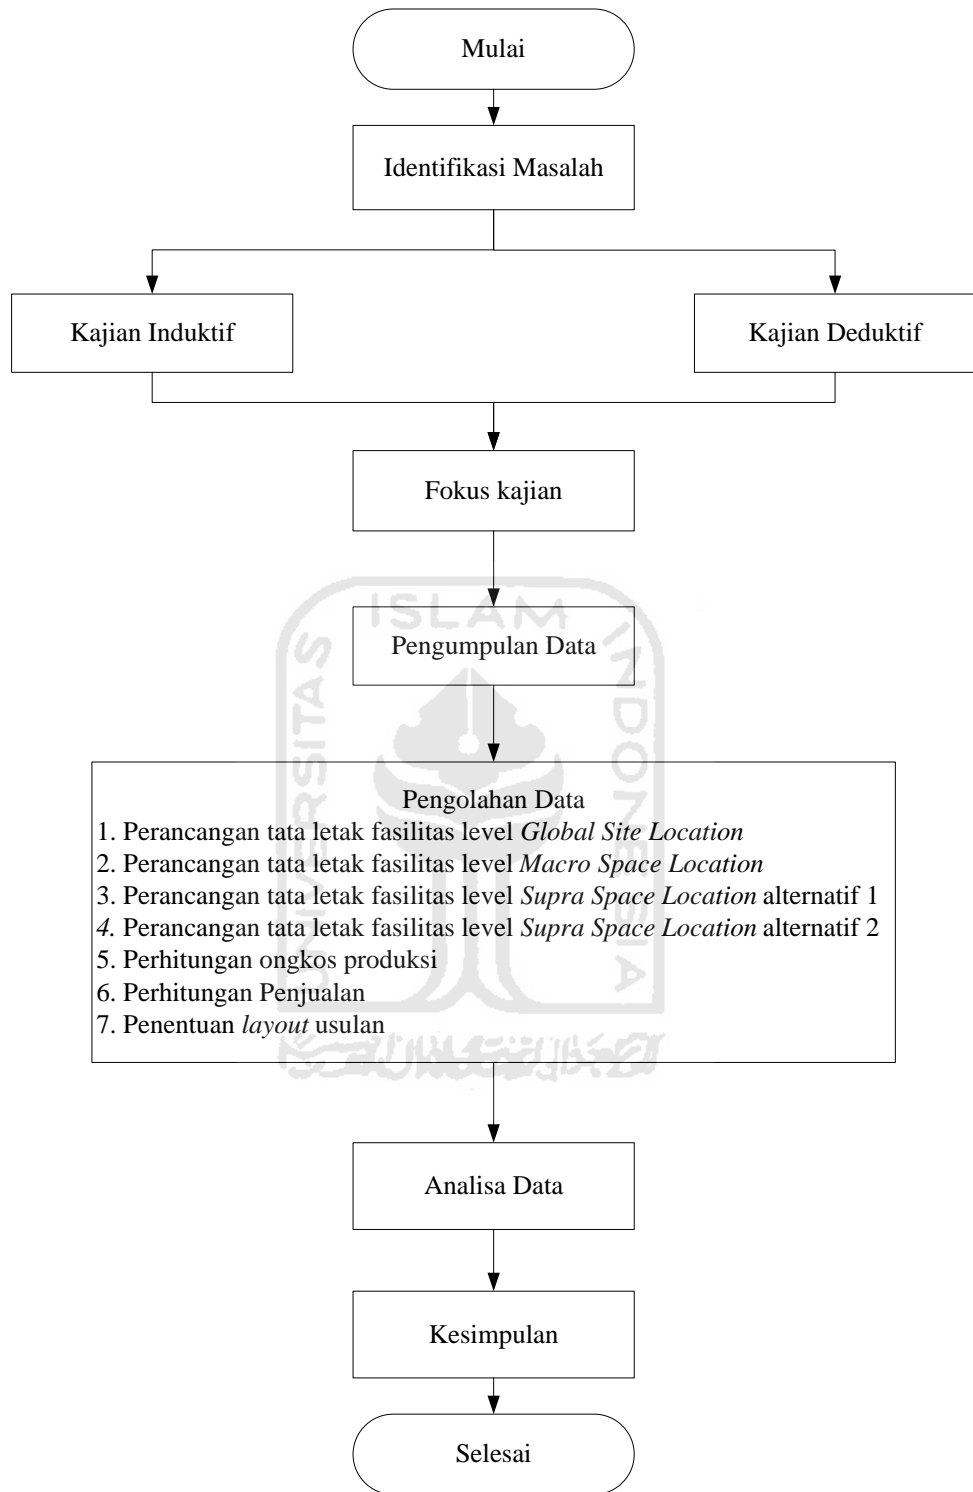 Mulai
Identifikasi Masalah
Kajian Induktif
Kajian Deduktif
Fokus kajian
Pengumpulan Data
Pengolahan Data
1. Perancangan tata letak fasilitas level Global Site Location
2. Perancangan tata letak fasilitas level Macro Space Location
3. Perancangan tata letak fasilitas level Supra Space Location alternatif 1
4. Perancangan tata letak fasilitas level Supra Space Location alternatif 2
5. Perhitungan ongkos produksi
6. Perhitungan Penjualan
7. Penentuan layout usulan
Analisa Data
Kesimpulan
Selesai
UNIVERSITAS
ISLAM
INDONESIA